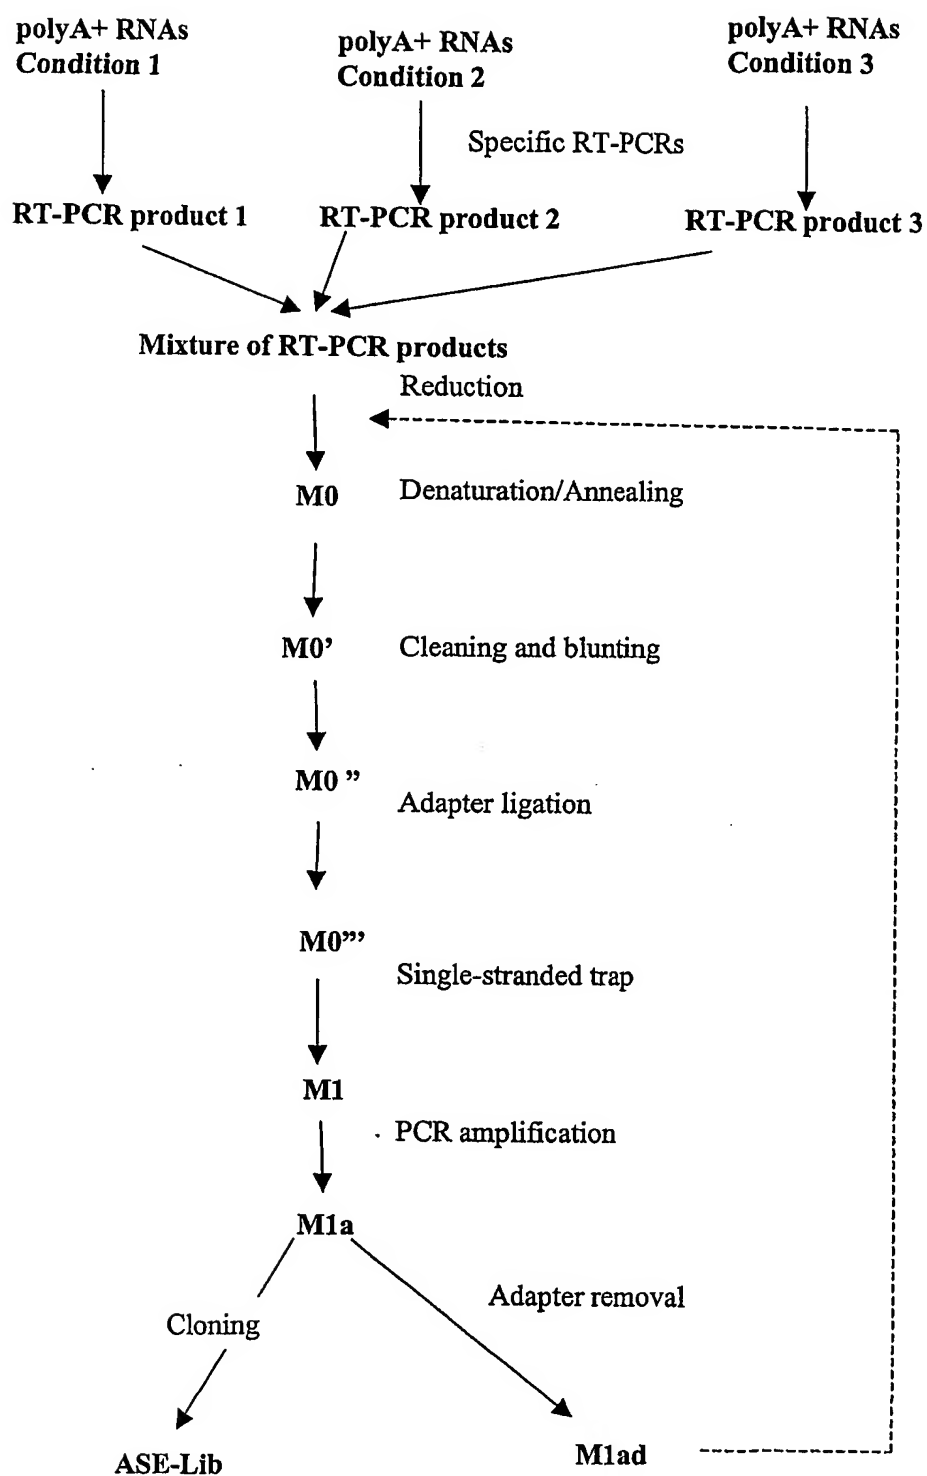 polyA+ RNAs
Condition 1
polyA+ RNAs
Condition 2
polyA+ RNAs
Condition 3
Specific RT-PCRs
RT-PCR product 1
RT-PCR product 2
RT-PCR product 3
Mixture of RT-PCR products
Reduction
M0
Denaturation/Annealing
M0’
Cleaning and blunting
M0 ”
Adapter ligation
M0”’
Single-stranded trap
M1
PCR amplification
M1a
Adapter removal
Cloning
ASE-Lib
M1ad